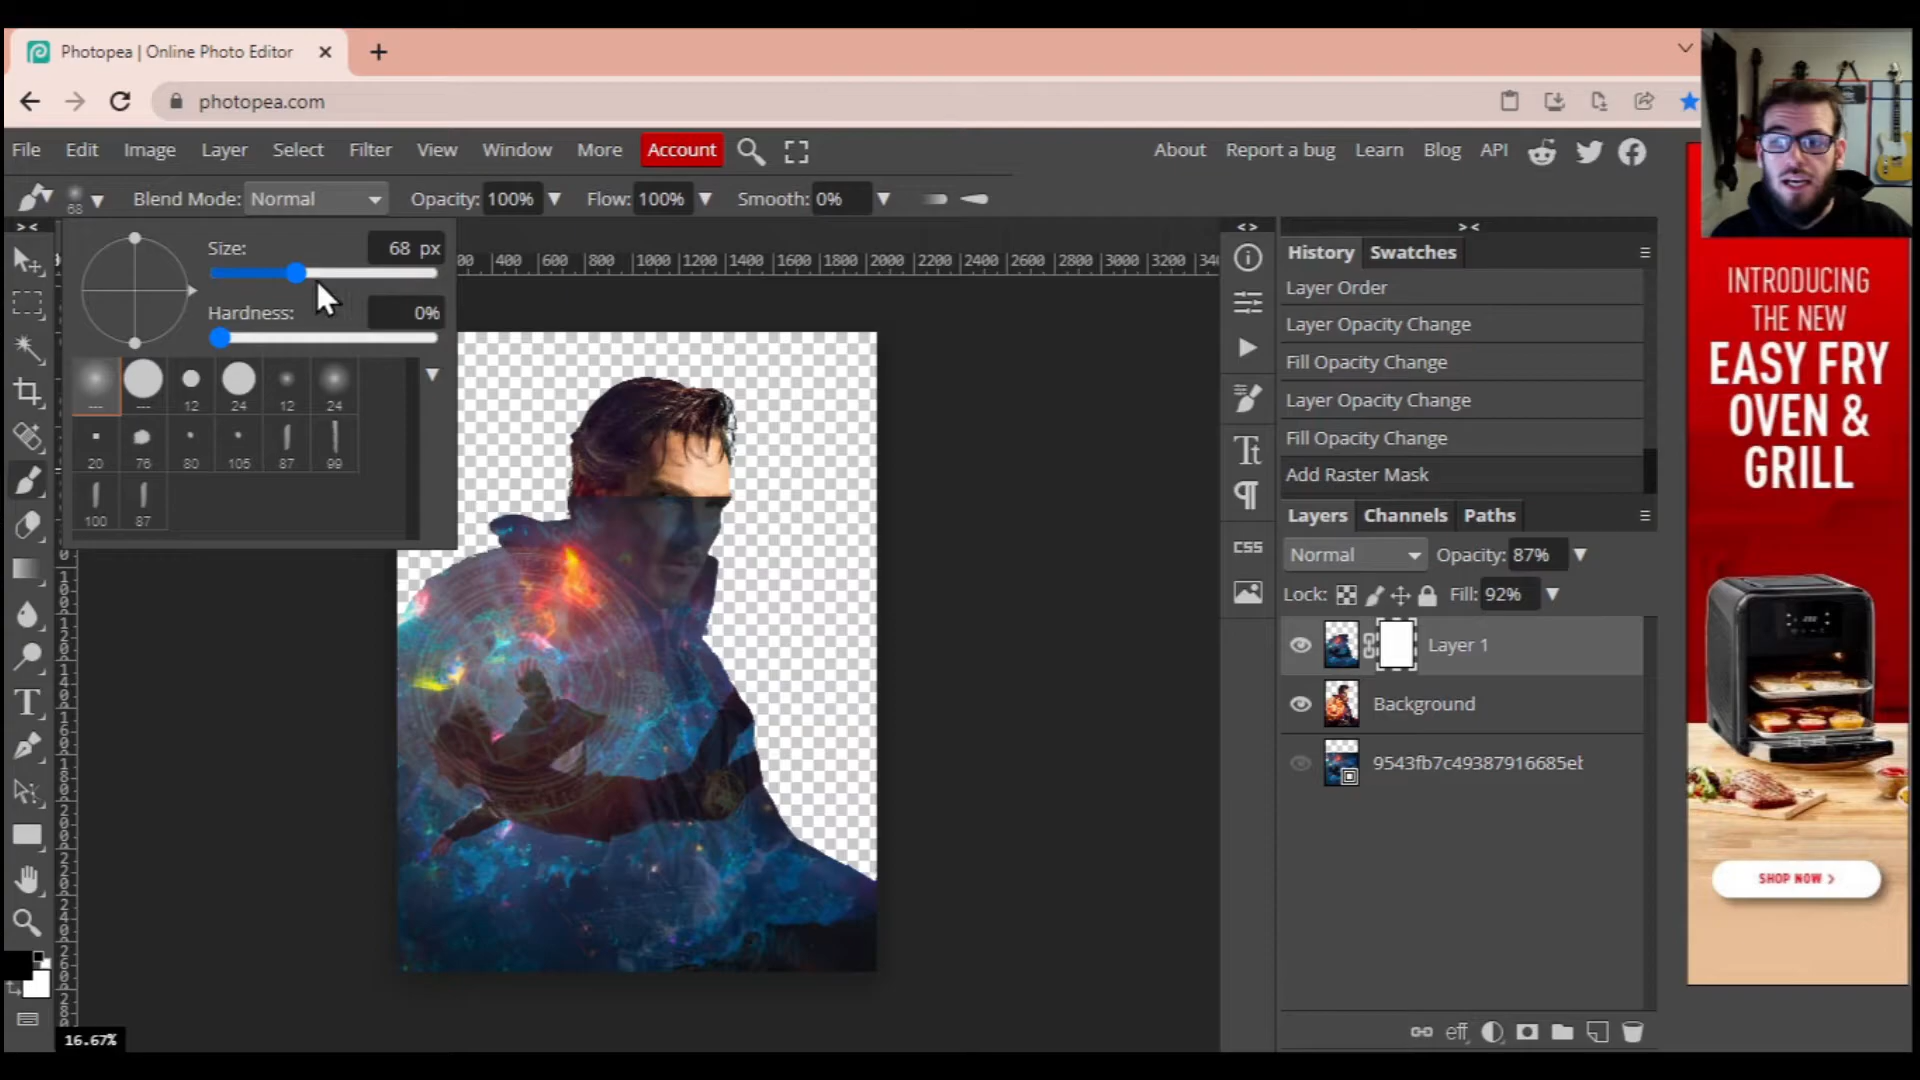 Photopea | Online Photo Editor
photopea.com
File Edit Image Layer Select Filter View Window More Account About Report a bug Learn Blog API
68 Blend Mode: Normal Opacity: 100% Flow: 100% Smooth: 0%
Size: 68 px
Hardness: 0%
--- --- 12 24 12 24
20 76 80 105 87 99
100 87
400 600 800 1000 1200 1400 2000 2200 2400 2600 2800 3000 3200
History Swatches
Layer Order
Layer Opacity Change
Fill Opacity Change
Layer Opacity Change
Fill Opacity Change
Add Raster Mask
Layers Channels Paths
Normal Opacity: 87%
Lock: Fill: 92%
Layer 1
Background
9543fb7c49387916685
CSS
eff
16.67%
INTRODUCING
THE NEW
EASY FRY
OVEN &
GRILL
SHOP NOW >